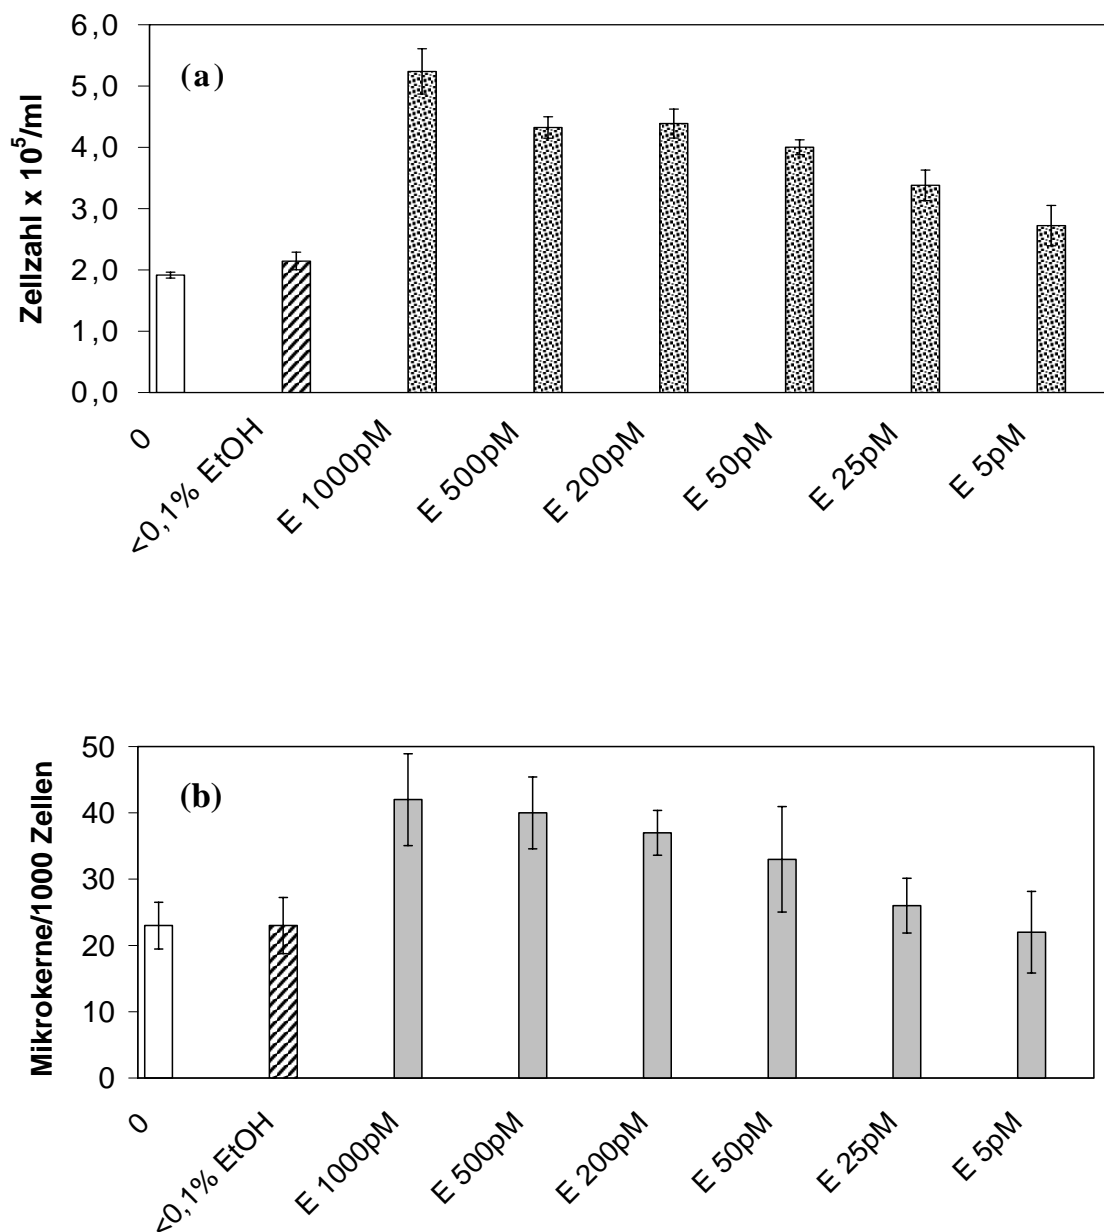 6,0
(a)
5,0
4,0
3,0
2,0
1,0
0,0
Zellzahl x 10⁵/ml
0
<0,1% EtOH
E 1000pM
E 500pM
E 200pM
E 50pM
E 25pM
E 5pM
50
(b)
40
30
20
10
0
Mikrokerne/1000 Zellen
0
<0,1% EtOH
E 1000pM
E 500pM
E 200pM
E 50pM
E 25pM
E 5pM